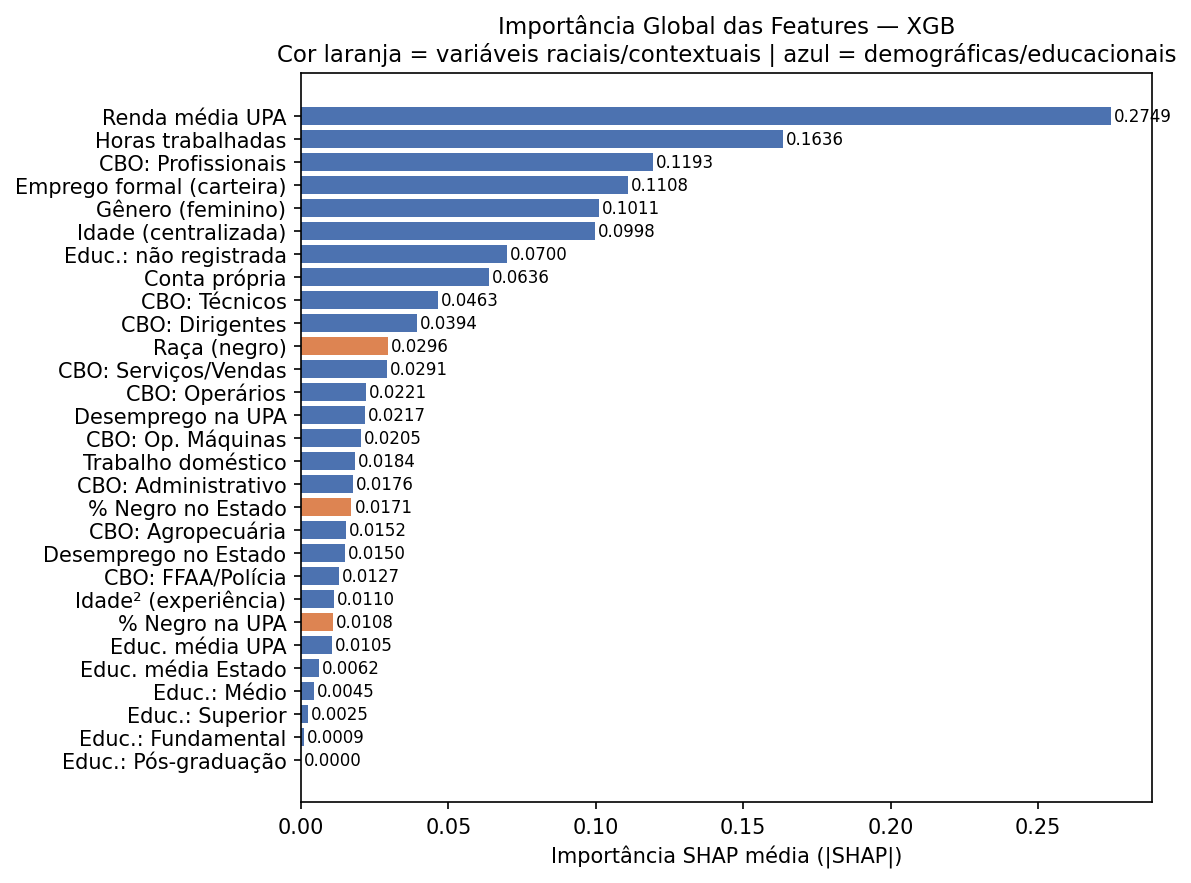 Importância Global das Features — XGB
Cor laranja = variáveis raciais/contextuais | azul = demográficas/educacionais
Renda média UPA 0.2749
Horas trabalhadas 0.1636
CBO: Profissionais 0.1193
Emprego formal (carteira) 0.1108
Gênero (feminino) 0.1011
Idade (centralizada) 0.0998
Educ.: não registrada 0.0700
Conta própria 0.0636
CBO: Técnicos 0.0463
CBO: Dirigentes 0.0394
Raça (negro) 0.0296
CBO: Serviços/Vendas 0.0291
CBO: Operários 0.0221
Desemprego na UPA 0.0217
CBO: Op. Máquinas 0.0205
Trabalho doméstico 0.0184
CBO: Administrativo 0.0176
% Negro no Estado 0.0171
CBO: Agropecuária 0.0152
Desemprego no Estado 0.0150
CBO: FFAA/Polícia 0.0127
Idade² (experiência) 0.0110
% Negro na UPA 0.0108
Educ. média UPA 0.0105
Educ. média Estado 0.0062
Educ.: Médio 0.0045
Educ.: Superior 0.0025
Educ.: Fundamental 0.0009
Educ.: Pós-graduação 0.0000
0.00 0.05 0.10 0.15 0.20 0.25
Importância SHAP média (|SHAP|)